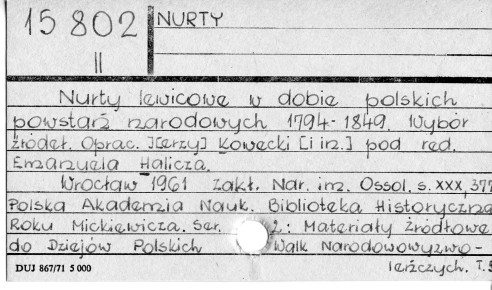 15 802
II
NURTY
Nurty lewicowe w dobie polskich
powstań narodowych 1794-1849. Wybór
źródeł. Oprac. J[erzy] Kowecki [i in.] pod red.
Emanuela Halicza.
Wrocław 1961 Zakł. Nar. im. Ossol. s. XXX, 377
Polska Akademia Nauk. Biblioteka Historyczna
Roku Mickiewicza. Ser. 2: Materiały Źródłowe
do Dziejów Polskich Walk Narodowowyzwo-
leńczych. T.5
DUJ 867/71 5 000